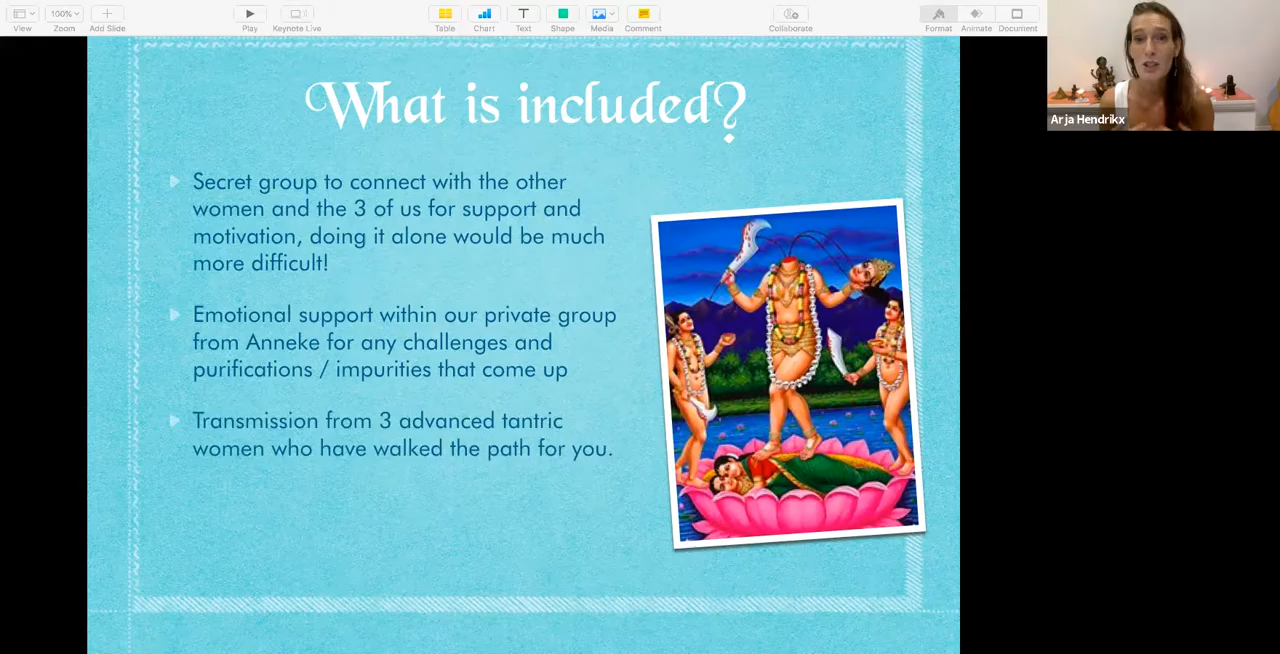 100%
View
Zoom
Add Slide
Play
Keynote Live
Table
Chart
Text
Shape
Media
Comment
Collaborate
Format
Animate
Document
Arja Hendrikx
What is included?
Secret group to connect with the other
women and the 3 of us for support and
motivation, doing it alone would be much
more difficult!
Emotional support within our private group
from Anneke for any challenges and
purifications / impurities that come up
Transmission from 3 advanced tantric
women who have walked the path for you.